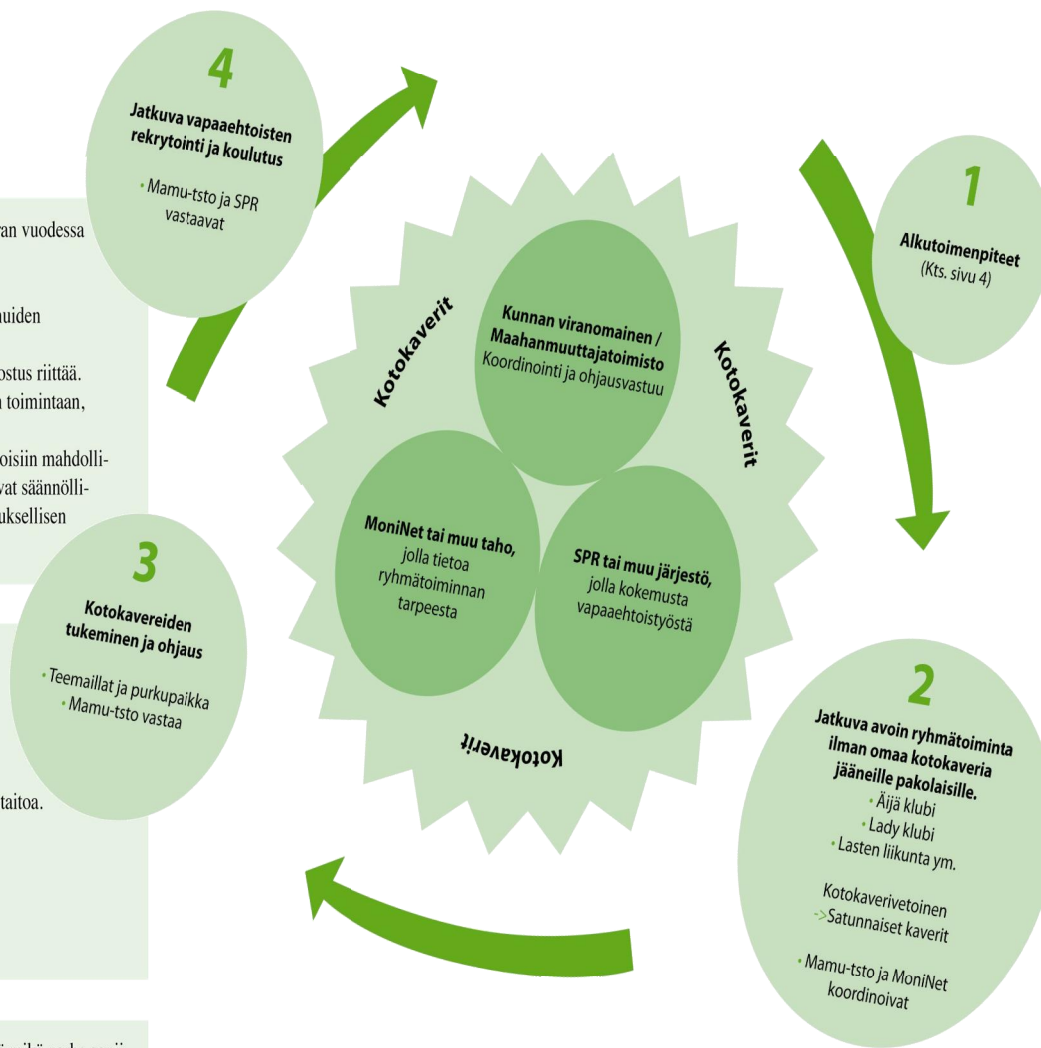 4
Jatkuva vapaaehtoisten
rekrytointi ja koulutus
• Mamu-tsto ja SPR
vastaavat
1
Alkutoimenpiteet
(Kts. sivu 4)
Kotokaverit
Kunnan viranomainen /
Maahanmuuttajatoimisto
Koordinointi ja ohjausvastuu
Kotokaverit
MoniNet tai muu taho,
jolla tietoa
ryhmätoiminnan
tarpeesta
SPR tai muu järjestö,
jolla kokemusta
vapaaehtoistyöstä
Kotokaverit
3
Kotokavereiden
tukeminen ja ohjaus
• Teemaillat ja purkupaikka
• Mamu-tsto vastaa
2
Jatkuva avoin ryhmätoiminta
ilman omaa kotokaveria
jääneille pakolaisille.
• Äijä klubi
• Lady klubi
• Lasten liikunta ym.
Kotokaverivetoinen
->Satunnaiset kaverit
• Mamu-tsto ja MoniNet
koordinoivat
ran vuodessa
uiden
ostus riittää.
toimintaan,
oisiin mahdolli-
vat säännölli-
uksellisen
taitoa.